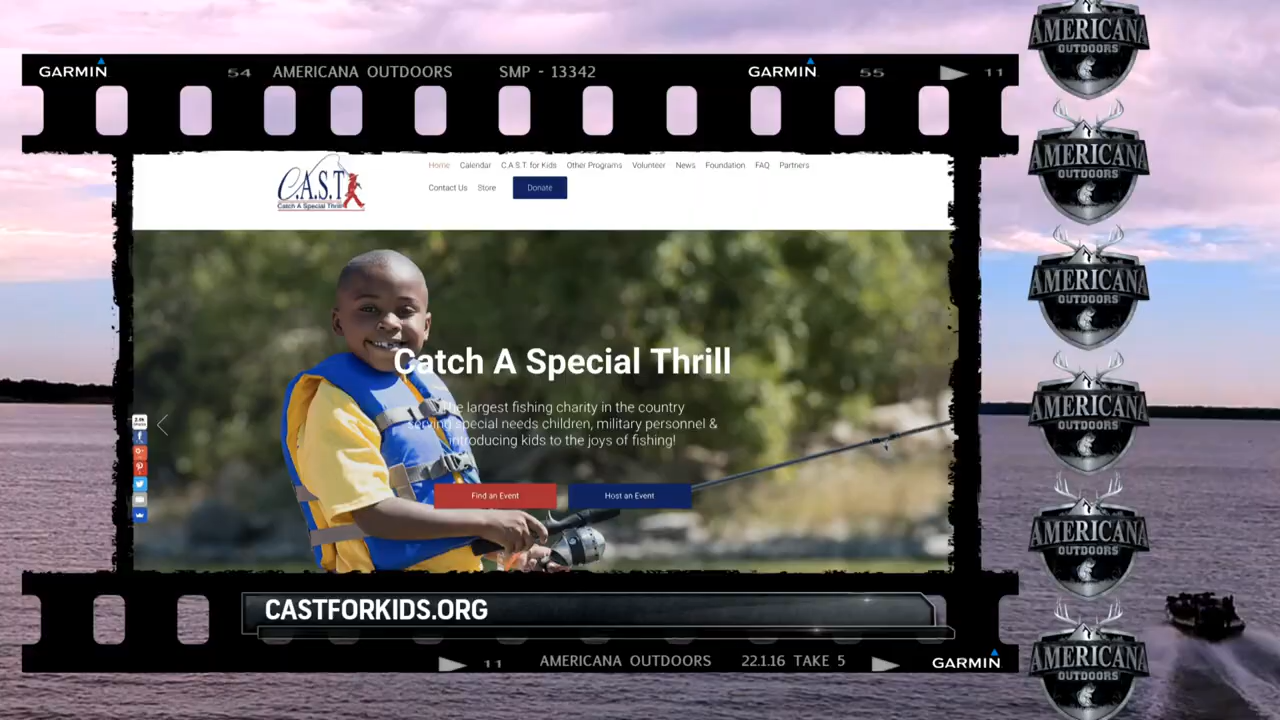 GARMIN 54 AMERICANA OUTDOORS SMP - 13342 GARMIN 55 11
C.A.S.T
Catch A Special Thrill
Home Calendar C.A.S.T. for Kids Other Programs Volunteer News Foundation FAQ Partners
Contact Us Store Donate
Catch A Special Thrill
The largest fishing charity in the country
serving special needs children, military personnel &
introducing kids to the joys of fishing!
Find an Event Host an Event
CASTFORKIDS.ORG
11 AMERICANA OUTDOORS 22.1.16 TAKE 5 GARMIN
AMERICANA
OUTDOORS
AMERICANA
OUTDOORS
AMERICANA
OUTDOORS
AMERICANA
OUTDOORS
AMERICANA
OUTDOORS
AMERICANA
OUTDOORS